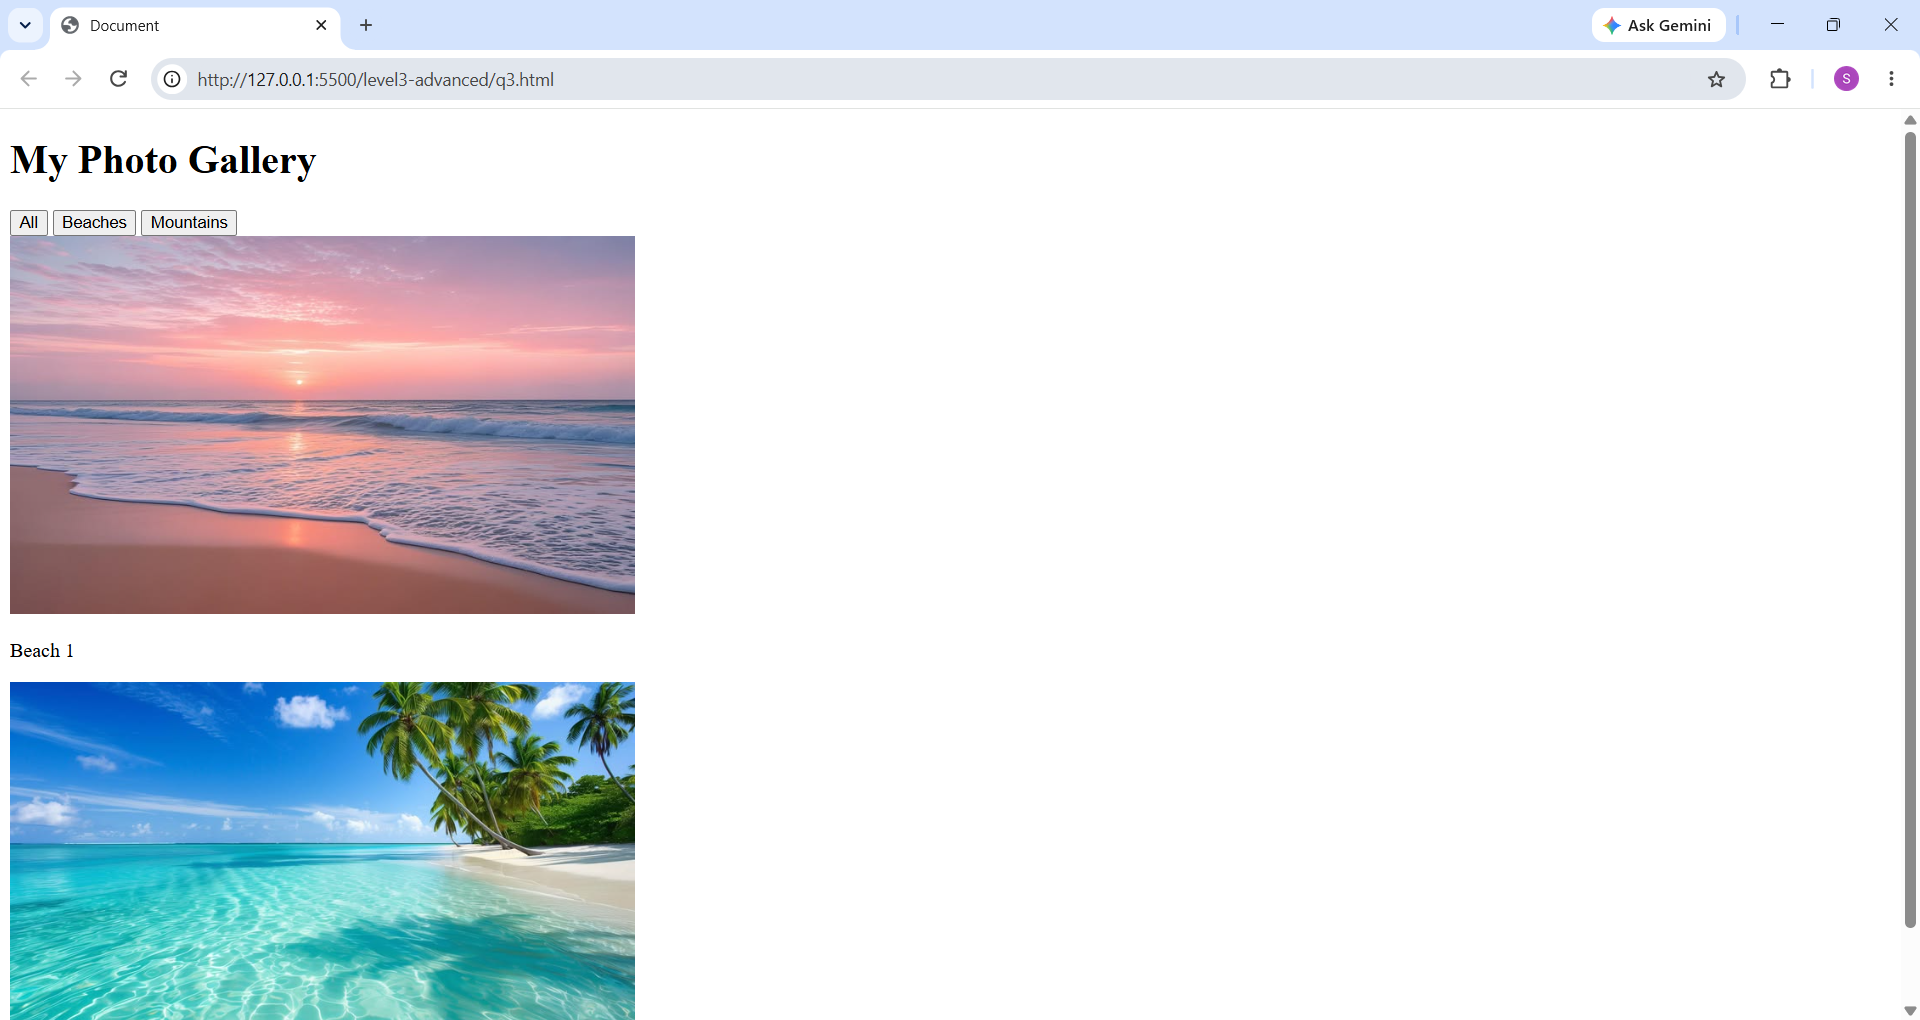 Document
Ask Gemini
http://127.0.0.1:5500/level3-advanced/q3.html
S
My Photo Gallery
All Beaches Mountains
Beach 1